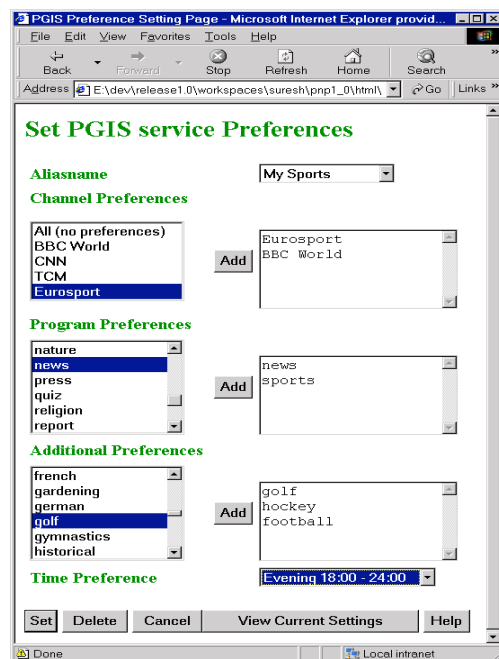 PGIS Preference Setting Page - Microsoft Internet Explorer provid...
File Edit View Favorites Tools Help
Back Forward Stop Refresh Home Search »
Address E:\dev\release1.0\workspaces\suresh\pnp1_0\html\ Go Links »
Set PGIS service Preferences
Aliasname My Sports
Channel Preferences
All (no preferences)
BBC World
CNN
TCM
Eurosport
Add
Eurosport
BBC World
Program Preferences
nature
news
press
quiz
religion
report
Add
news
sports
Additional Preferences
french
gardening
german
golf
gymnastics
historical
Add
golf
hockey
football
Time Preference Evening 18:00 - 24:00
Set Delete Cancel View Current Settings Help
Done Local intranet